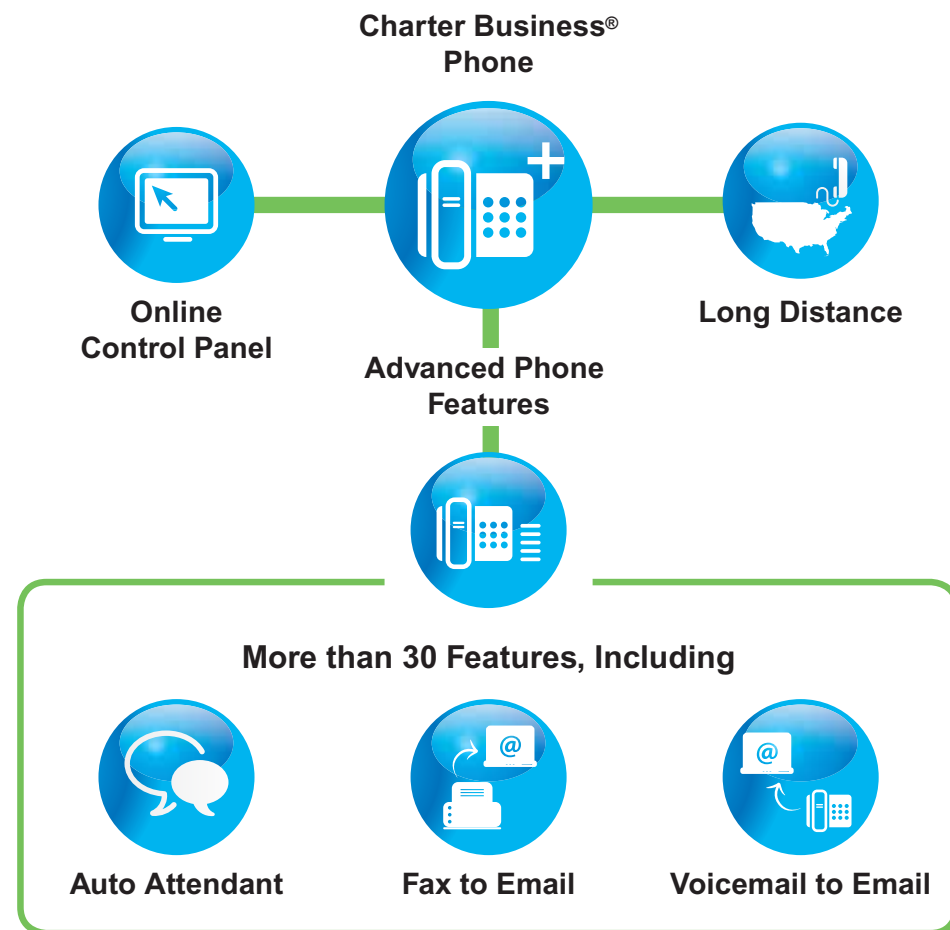 Charter Business®
Phone
Online
Control Panel
Long Distance
Advanced Phone
Features
@
@
More than 30 Features, Including
Auto Attendant
Fax to Email
Voicemail to Email